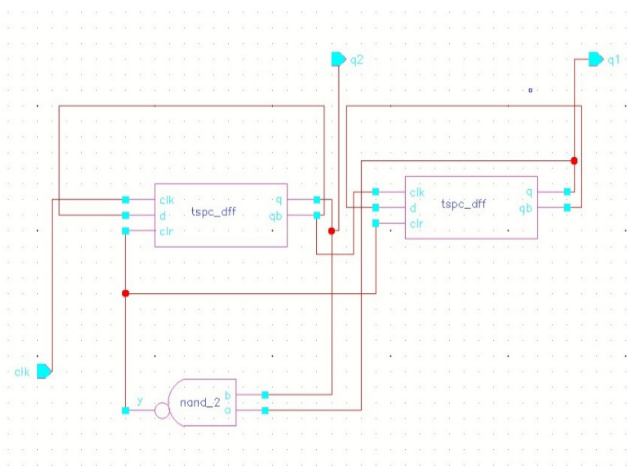 q2
q1
clk q
d tspc_dff qb
clr
clk q
d tspc_dff qb
clr
clk
y nand_2 b
a